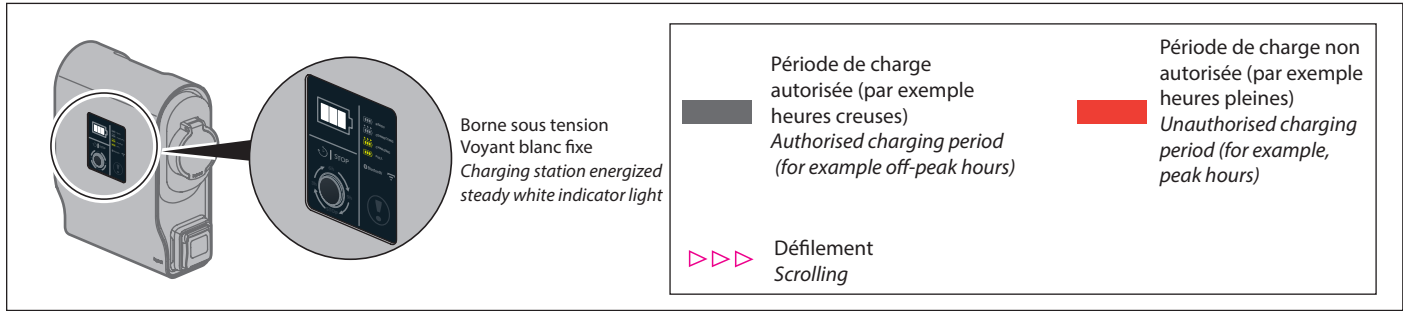 STOP
Borne sous tension
Voyant blanc fixe
Charging station energized
steady white indicator light
Période de charge
autorisée (par exemple
heures creuses)
Authorised charging period
(for example off-peak hours)
Période de charge non
autorisée (par exemple
heures pleines)
Unauthorised charging
period (for example,
peak hours)
Défilement
Scrolling